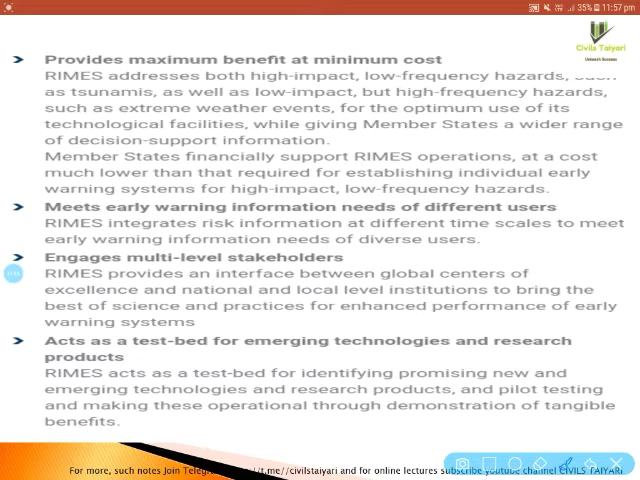 35% 11:57 pm
Civils Taiyari
Unleash Success
Provides maximum benefit at minimum cost
RIMES addresses both high-impact, low-frequency hazards, such
as tsunamis, as well as low-impact, but high-frequency hazards,
such as extreme weather events, for the optimum use of its
technological facilities, while giving Member States a wider range
of decision-support information.
Member States financially support RIMES operations, at a cost
much lower than that required for establishing individual early
warning systems for high-impact, low-frequency hazards.
Meets early warning information needs of different users
RIMES integrates risk information at different time scales to meet
early warning information needs of diverse users.
Engages multi-level stakeholders
RIMES provides an interface between global centers of
excellence and national and local level institutions to bring the
best of science and practices for enhanced performance of early
warning systems
Acts as a test-bed for emerging technologies and research
products
RIMES acts as a test-bed for identifying promising new and
emerging technologies and research products, and pilot testing
and making these operational through demonstration of tangible
benefits.
For more, such notes Join Teleg //t.me//civilstaiyari and for online lectures subscribe youtube channel CIVILS TAIYARI